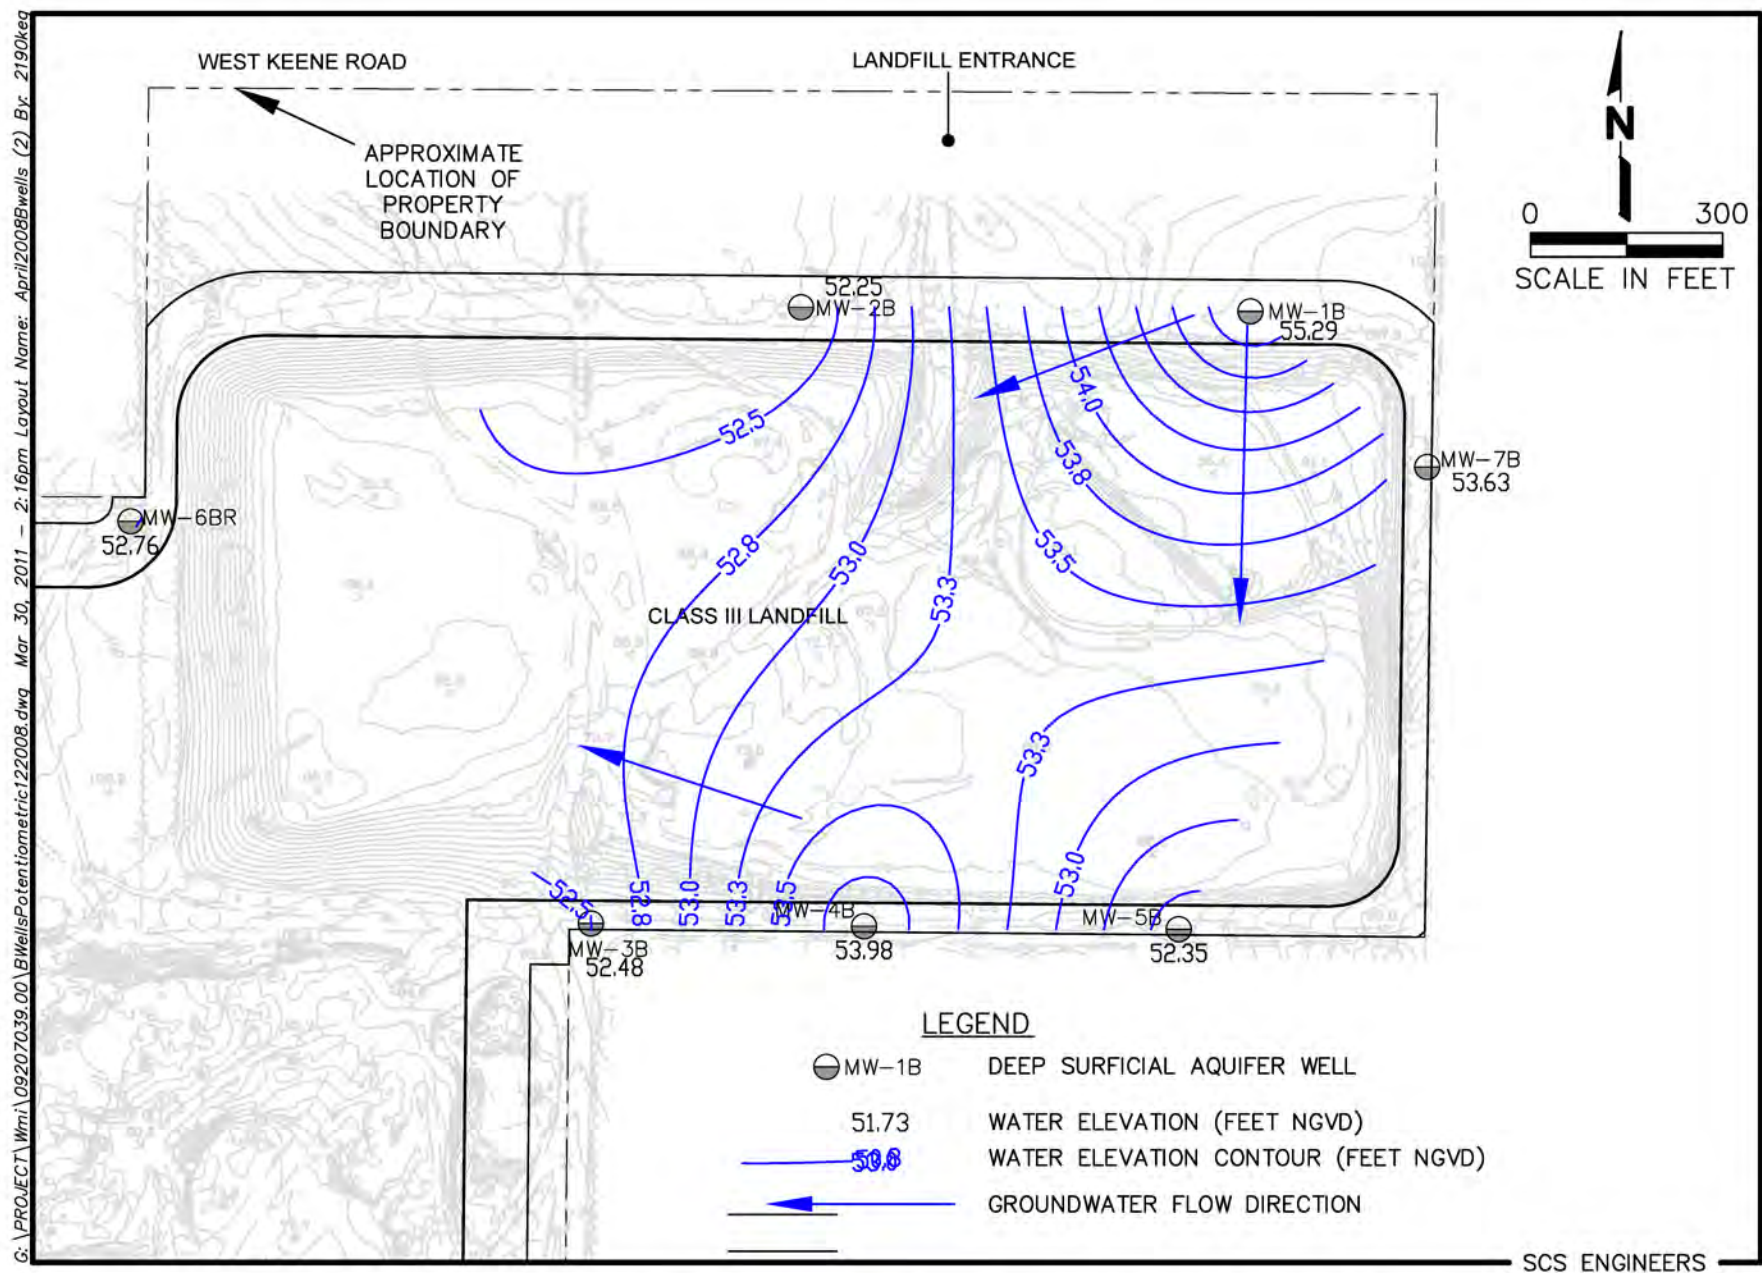 G: \PROJECT\Wmi\09207039.00\BWellsPotentiometric122008.dwg Mar 30, 2011 - 2:16pm Layout Name: April2008Bwells (2) By: 2190keg
WEST KEENE ROAD
LANDFILL ENTRANCE
APPROXIMATE
LOCATION OF
PROPERTY
BOUNDARY
N
0 300
SCALE IN FEET
52.25
MW-2B
MW-1B
55.29
54.0
52.5
53.8
MW-7B
53.63
MW-6BR
52.76
52.8
53.0
53.5
53.3
CLASS III LANDFILL
53.3
53.0
52.5
52.8
53.0
53.3
53.5
MW-4B
MW-5B
MW-3B
52.48
53.98
52.35
LEGEND
MW-1B DEEP SURFICIAL AQUIFER WELL
51.73 WATER ELEVATION (FEET NGVD)
WATER ELEVATION CONTOUR (FEET NGVD)
GROUNDWATER FLOW DIRECTION
SCS ENGINEERS